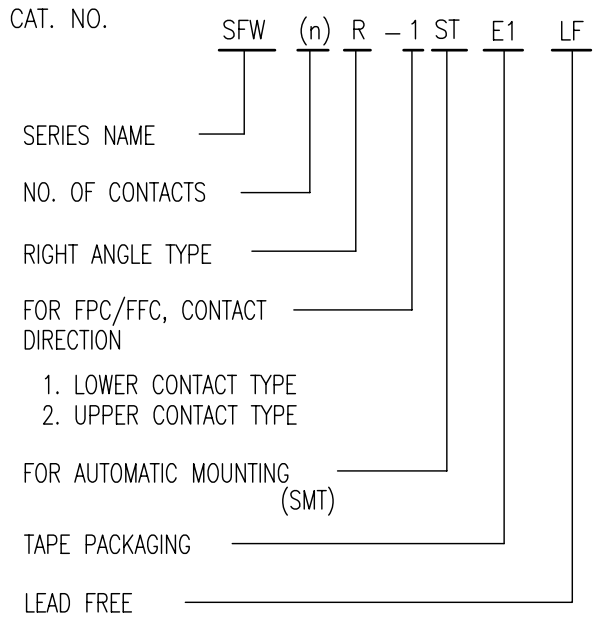 CAT. NO.
SFW (n) R – 1 ST E1 LF
SERIES NAME
NO. OF CONTACTS
RIGHT ANGLE TYPE
FOR FPC/FFC, CONTACT
DIRECTION
1. LOWER CONTACT TYPE
2. UPPER CONTACT TYPE
FOR AUTOMATIC MOUNTING
(SMT)
TAPE PACKAGING
LEAD FREE